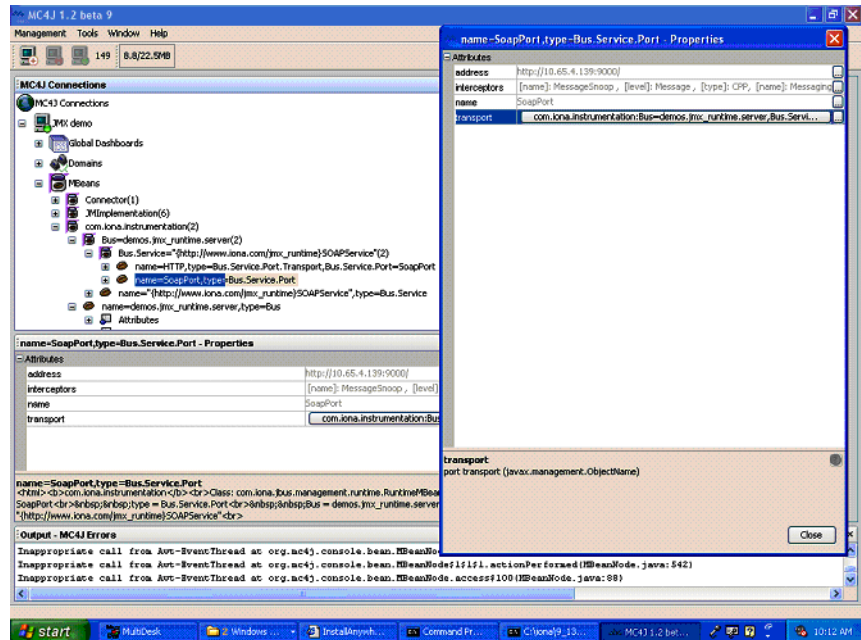 MC4J 1.2 beta 9
Management Tools Window Help
149 8.8/22.5MB
MC4J Connections
MC4J Connections
JMX demo
Global Dashboards
Domains
MBeans
Connector(1)
JMImplementation(6)
com.iona.instrumentation(2)
Bus=demos.jmx_runtime.server(2)
Bus.Service="{http://www.iona.com/jmx_runtime}SOAPService"(2)
name=HTTP,type=Bus.Service.Port.Transport,Bus.Service.Port=SoapPort
name=SoapPort,type=Bus.Service.Port
name="{http://www.iona.com/jmx_runtime}SOAPService",type=Bus.Service
name=demos.jmx_runtime.server,type=Bus
Attributes
name=SoapPort,type=Bus.Service.Port - Properties
Attributes
address http://10.65.4.139:9000/
interceptors [name]: MessageSnoop , [level]
name SoapPort
transport com.iona.instrumentation:Bus
name=SoapPort,type=Bus.Service.Port
<html><b>com.iona.instrumentation</b><br>Class: com.iona.jbus.management.runtime.RuntimeMBea
SoapPort<br>&nbsp;&nbsp;type = Bus.Service.Port<br>&nbsp;&nbsp;Bus = demos.jmx_runtime.server
"{http://www.iona.com/jmx_runtime}SOAPService"<br>
Output - MC4J Errors
Inappropriate call from Awt-EventThread at org.mc4j.console.bean.MBeanNo
Inappropriate call from Awt-EventThread at org.mc4j.console.bean.MBeanNode$1$1$1.actionPerformed(MBeanNode.java:542)
Inappropriate call from Awt-EventThread at org.mc4j.console.bean.MBeanNode.access$100(MBeanNode.java:88)
name=SoapPort,type=Bus.Service.Port - Properties
Attributes
address http://10.65.4.139:9000/
interceptors [name]: MessageSnoop , [level]: Message , [type]: CPP, [name]: Messaging
name SoapPort
transport com.iona.instrumentation:Bus=demos.jmx_runtime.server,Bus.Servi...
transport
port transport (javax.management.ObjectName)
Close
start MultiDesk 2 Windows ... InstallAnywh... Command Pr... C:\iona\9_13... MC4J 1.2 bet... 10:12 AM